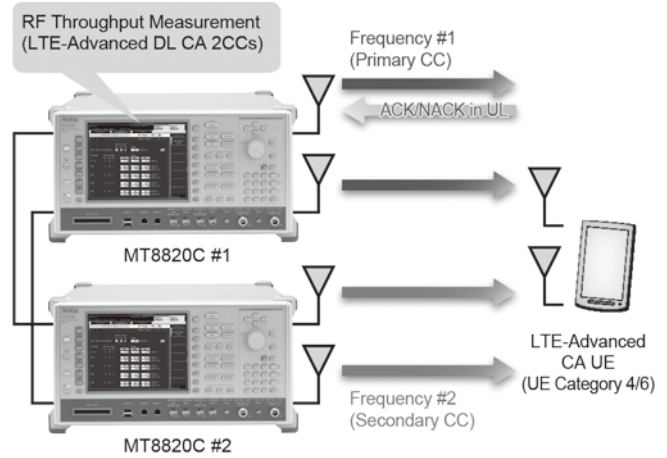 RF Throughput Measurement
(LTE-Advanced DL CA 2CCs)
Frequency #1
(Primary CC)
ACK/NACK in UL
MT8820C #1
LTE-Advanced
CA UE
(UE Category 4/6)
Frequency #2
(Secondary CC)
MT8820C #2